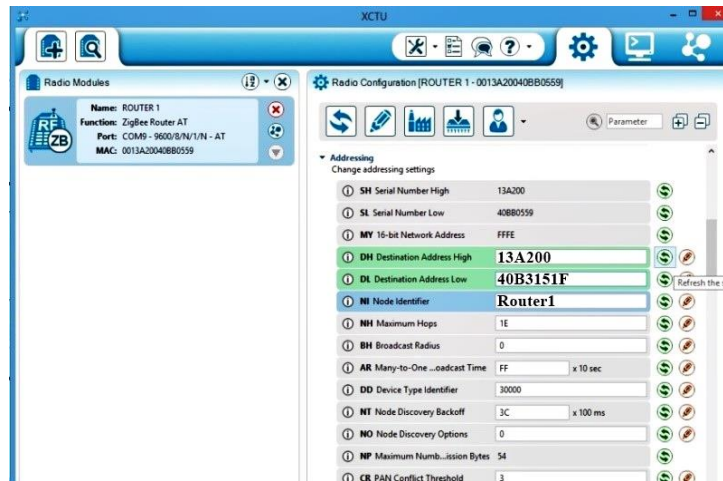 XCTU
Radio Modules
Name: ROUTER 1
Function: ZigBee Router AT
Port: COM9 - 9600/8/N/1/N - AT
MAC: 0013A20040BB0559
RF
ZB
Radio Configuration [ROUTER 1 - 0013A20040BB0559]
Parameter
Addressing
Change addressing settings
SH Serial Number High 13A200
SL Serial Number Low 40BB0559
MY 16-bit Network Address FFFE
DH Destination Address High 13A200
DL Destination Address Low 40B3151F
Refresh the
NI Node Identifier Router1
NH Maximum Hops 1E
BH Broadcast Radius 0
AR Many-to-One ...oadcast Time FF x 10 sec
DD Device Type Identifier 30000
NT Node Discovery Backoff 3C x 100 ms
NO Node Discovery Options 0
NP Maximum Numb...ission Bytes 54
CR PAN Conflict Threshold 3